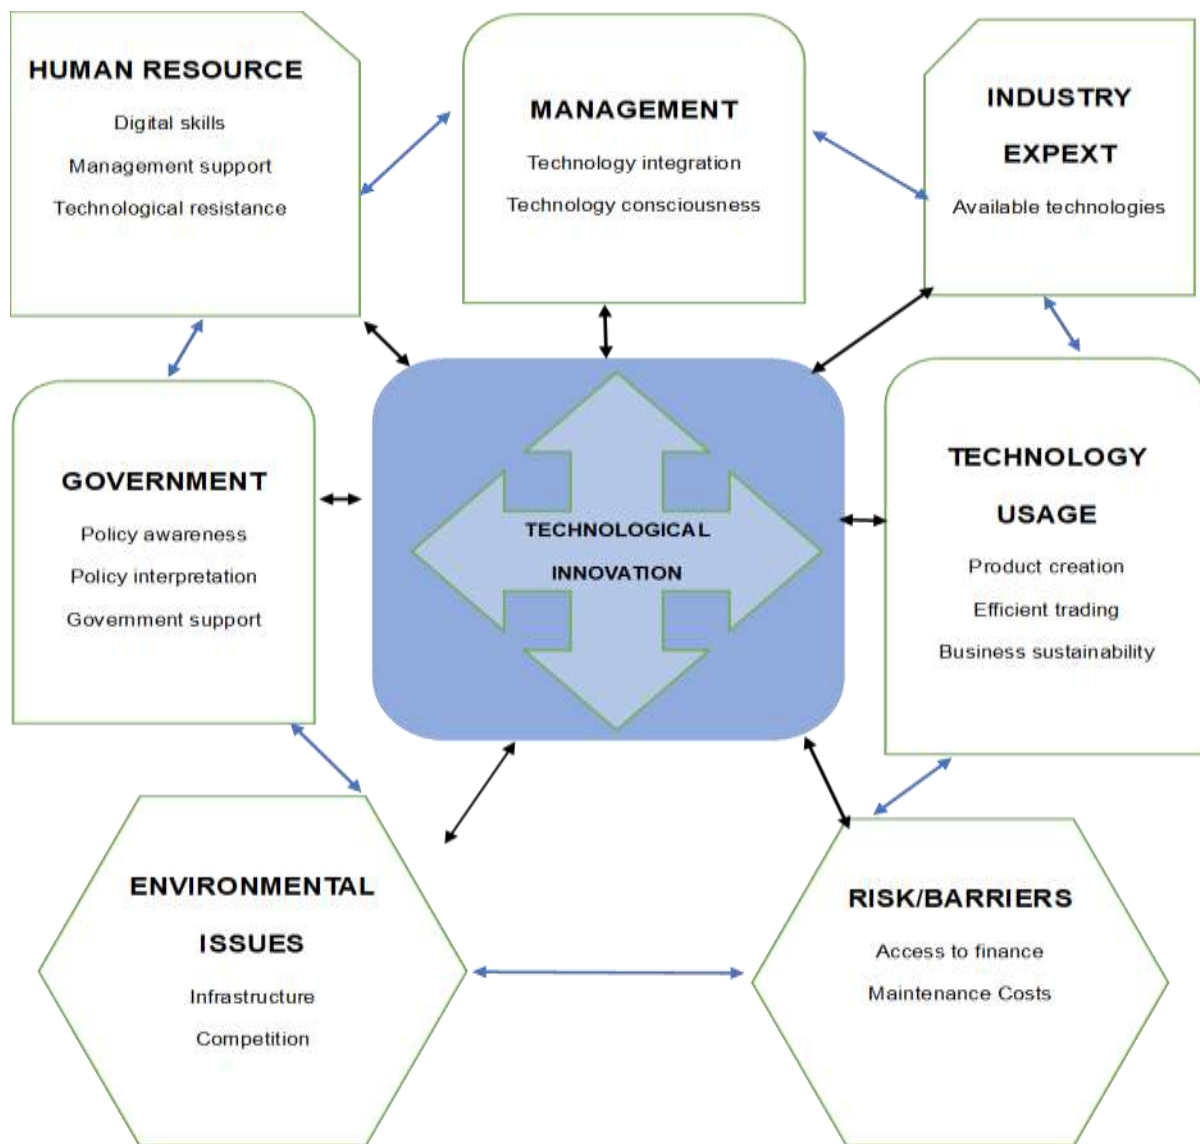 HUMAN RESOURCE
Digital skills
Management support
Technological resistance
MANAGEMENT
Technology integration
Technology consciousness
INDUSTRY
EXPEXT
Available technologies
GOVERNMENT
Policy awareness
Policy interpretation
Government support
TECHNOLOGICAL
INNOVATION
TECHNOLOGY
USAGE
Product creation
Efficient trading
Business sustainability
ENVIRONMENTAL
ISSUES
Infrastructure
Competition
RISK/BARRIERS
Access to finance
Maintenance Costs